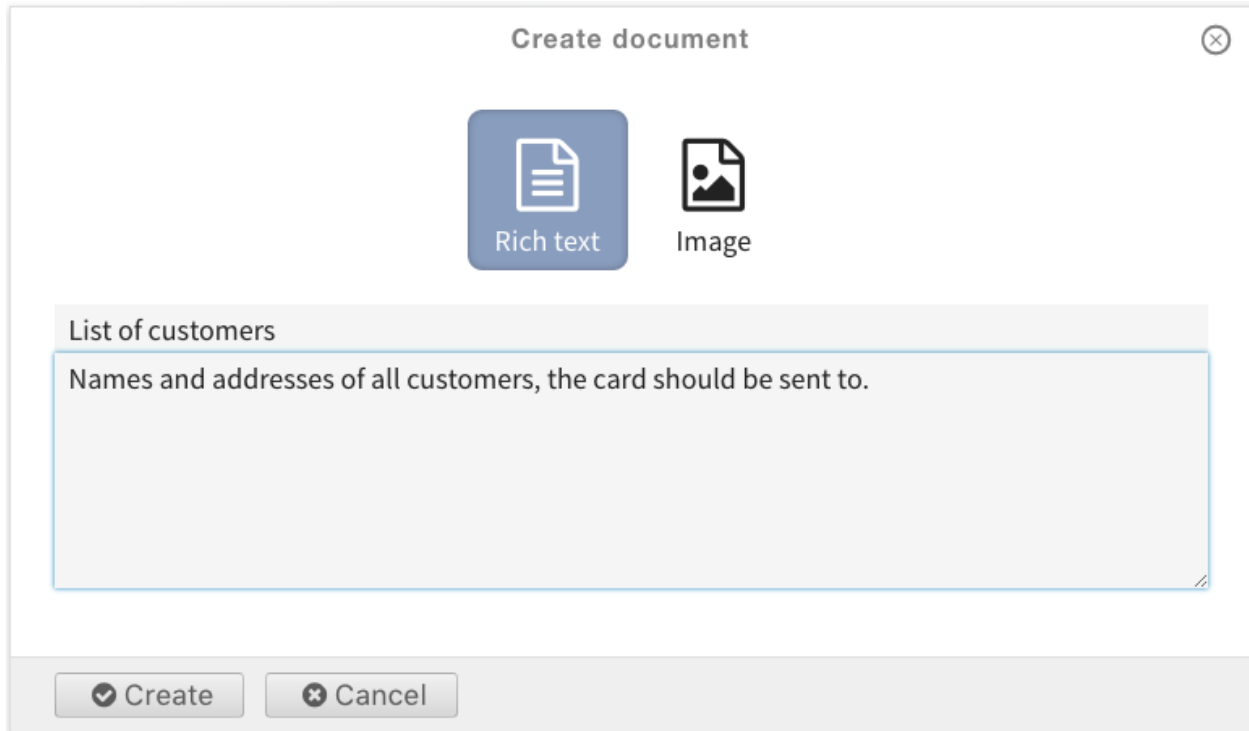 Create document
Rich text
Image
List of customers
Names and addresses of all customers, the card should be sent to.
Create
Cancel